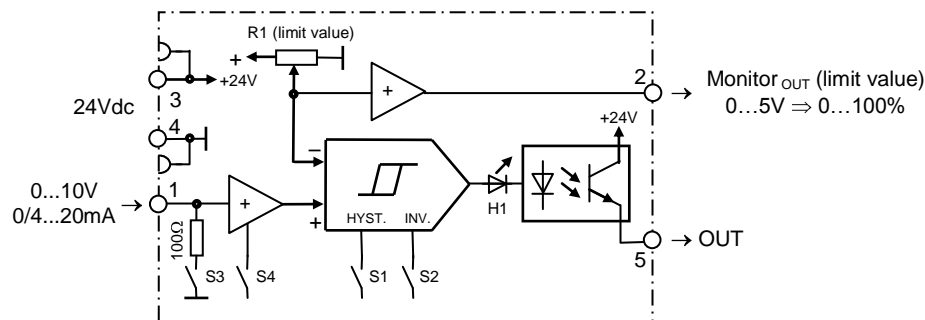 R1 (limit value)
+
+24V
3
24Vdc
4
0...10V
0/4...20mA →
1
+
100Ω
S3
S4
–
+
HYST. INV.
S1
S2
+
H1
+24V
2
→ Monitor OUT (limit value)
0…5V ⇒ 0…100%
→ OUT
5